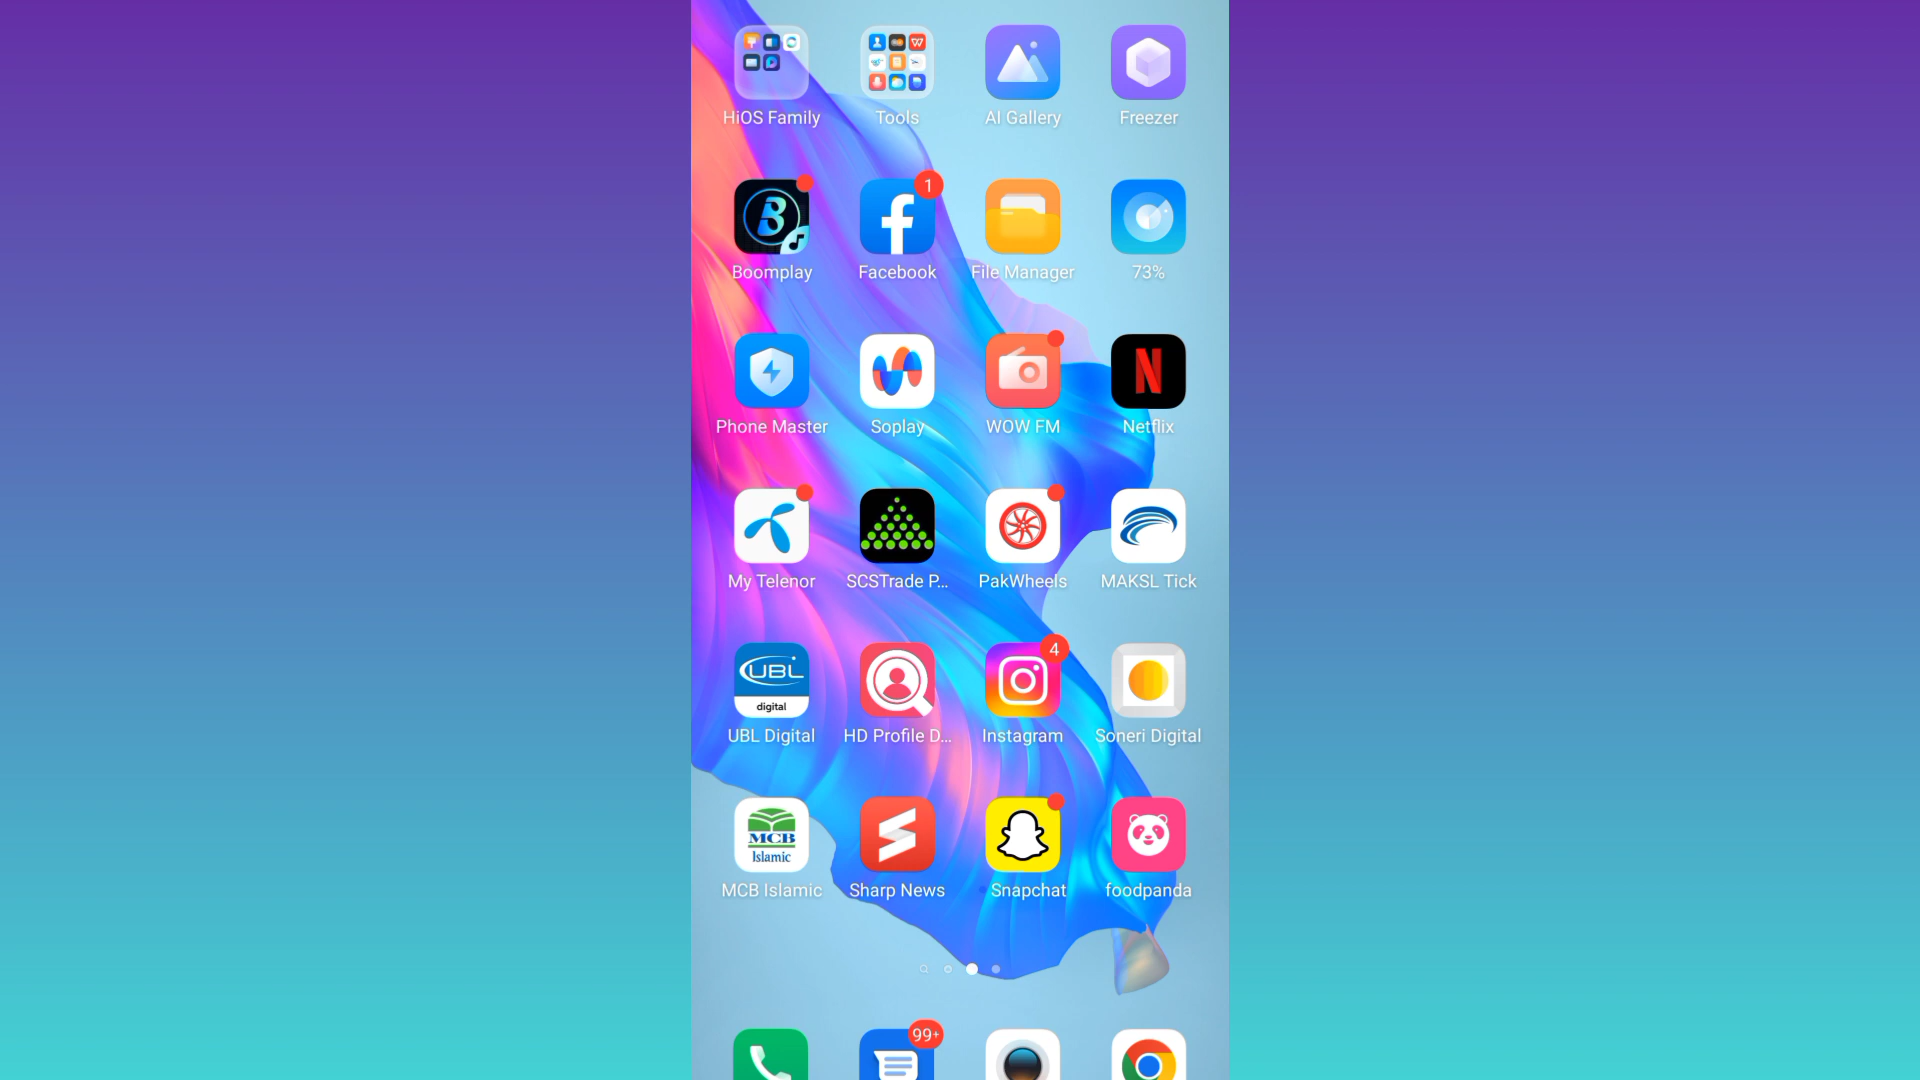 HiOS Family
Tools
AI Gallery
Freezer
1
Boomplay
Facebook
File Manager
73%
Phone Master
Soplay
WOW FM
Netflix
My Telenor
SCSTrade P...
PakWheels
MAKSL Tick
UBL
digital
4
UBL Digital
HD Profile D...
Instagram
Soneri Digital
MCB
Islamic
MCB Islamic
Sharp News
Snapchat
foodpanda
99+